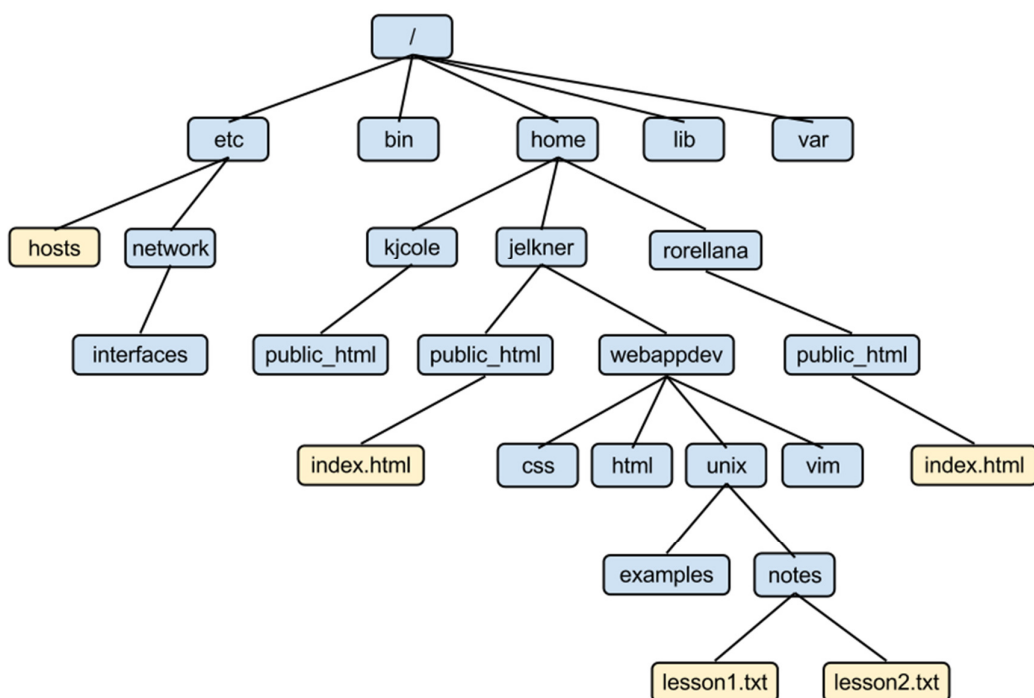 /
etc
bin
home
lib
var
hosts
network
kjcole
jelkner
rorellana
interfaces
public_html
public_html
webappdev
public_html
index.html
css
html
unix
vim
index.html
examples
notes
lesson1.txt
lesson2.txt